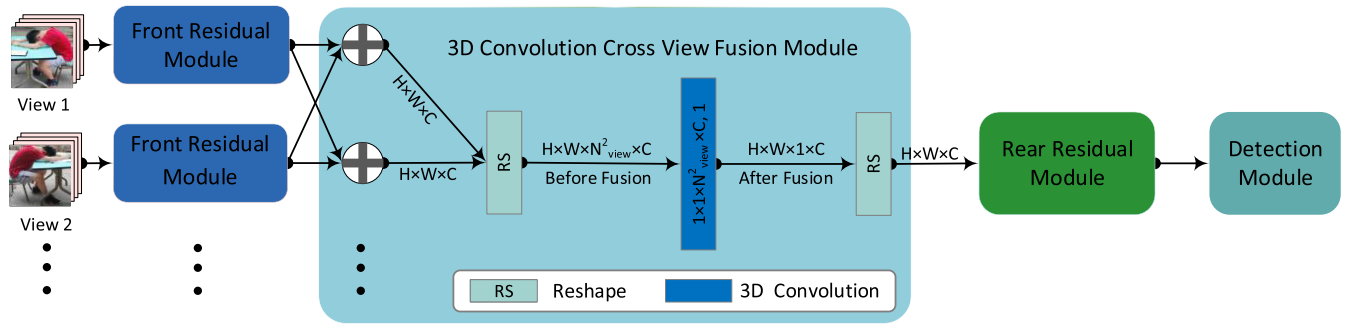 View 1
Front Residual
Module
View 2
Front Residual
Module
3D Convolution Cross View Fusion Module
H×W×C
H×W×C
RS
H×W×N²view×C
Before Fusion
1×1×N²view×C, 1
H×W×1×C
After Fusion
RS
H×W×C
Rear Residual
Module
Detection
Module
RS Reshape 3D Convolution